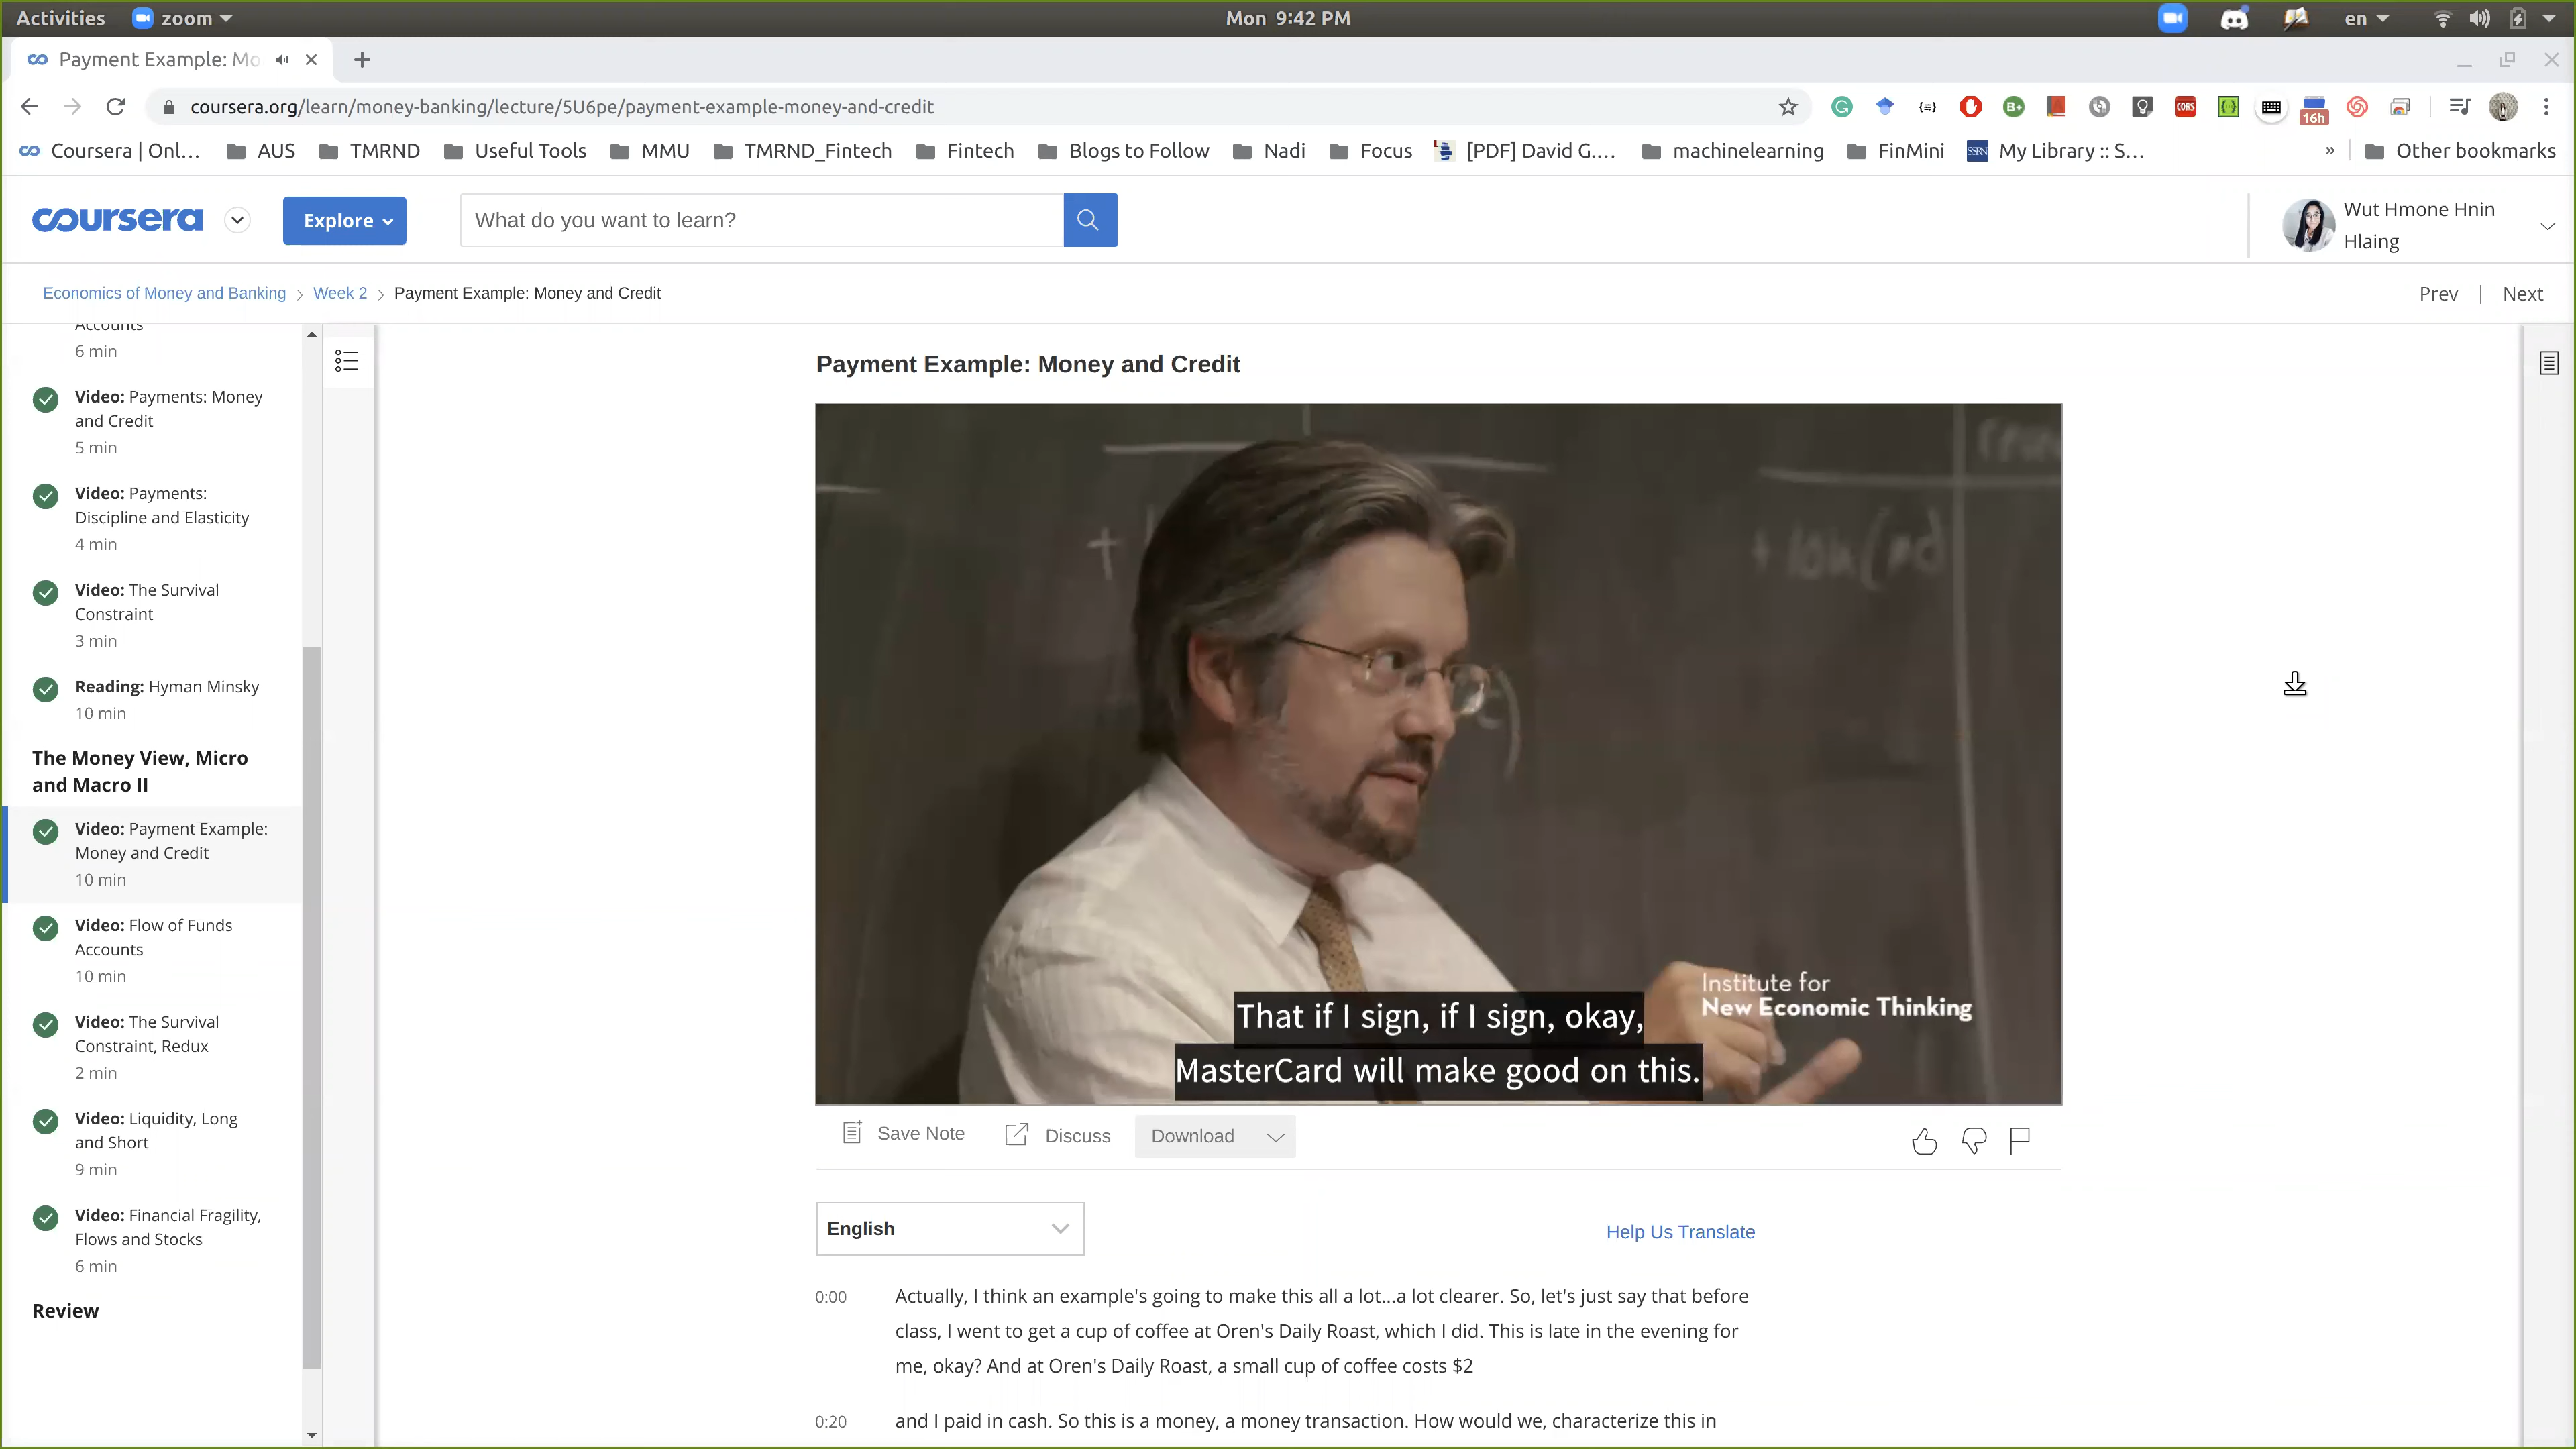 Activities
zoom
Mon 9:42 PM
en
Payment Example: Mo
coursera.org/learn/money-banking/lecture/5U6pe/payment-example-money-and-credit
B+
CORS
16h
Coursera | Onl...
AUS
TMRND
Useful Tools
MMU
TMRND_Fintech
Fintech
Blogs to Follow
Nadi
Focus
[PDF] David G....
machinelearning
FinMini
SSRN
My Library :: S...
»
Other bookmarks
coursera
Explore
What do you want to learn?
Wut Hmone Hnin
Hlaing
Economics of Money and Banking
Week 2
Payment Example: Money and Credit
Prev
Next
Accounts
6 min
Video: Payments: Money
and Credit
5 min
Video: Payments:
Discipline and Elasticity
4 min
Video: The Survival
Constraint
3 min
Reading: Hyman Minsky
10 min
The Money View, Micro
and Macro II
Video: Payment Example:
Money and Credit
10 min
Video: Flow of Funds
Accounts
10 min
Video: The Survival
Constraint, Redux
2 min
Video: Liquidity, Long
and Short
9 min
Video: Financial Fragility,
Flows and Stocks
6 min
Review
Payment Example: Money and Credit
Institute for
New Economic Thinking
That if I sign, if I sign, okay,
MasterCard will make good on this.
Save Note
Discuss
Download
English
Help Us Translate
0:00
Actually, I think an example's going to make this all a lot...a lot clearer. So, let's just say that before
class, I went to get a cup of coffee at Oren's Daily Roast, which I did. This is late in the evening for
me, okay? And at Oren's Daily Roast, a small cup of coffee costs $2
0:20
and I paid in cash. So this is a money, a money transaction. How would we, characterize this in